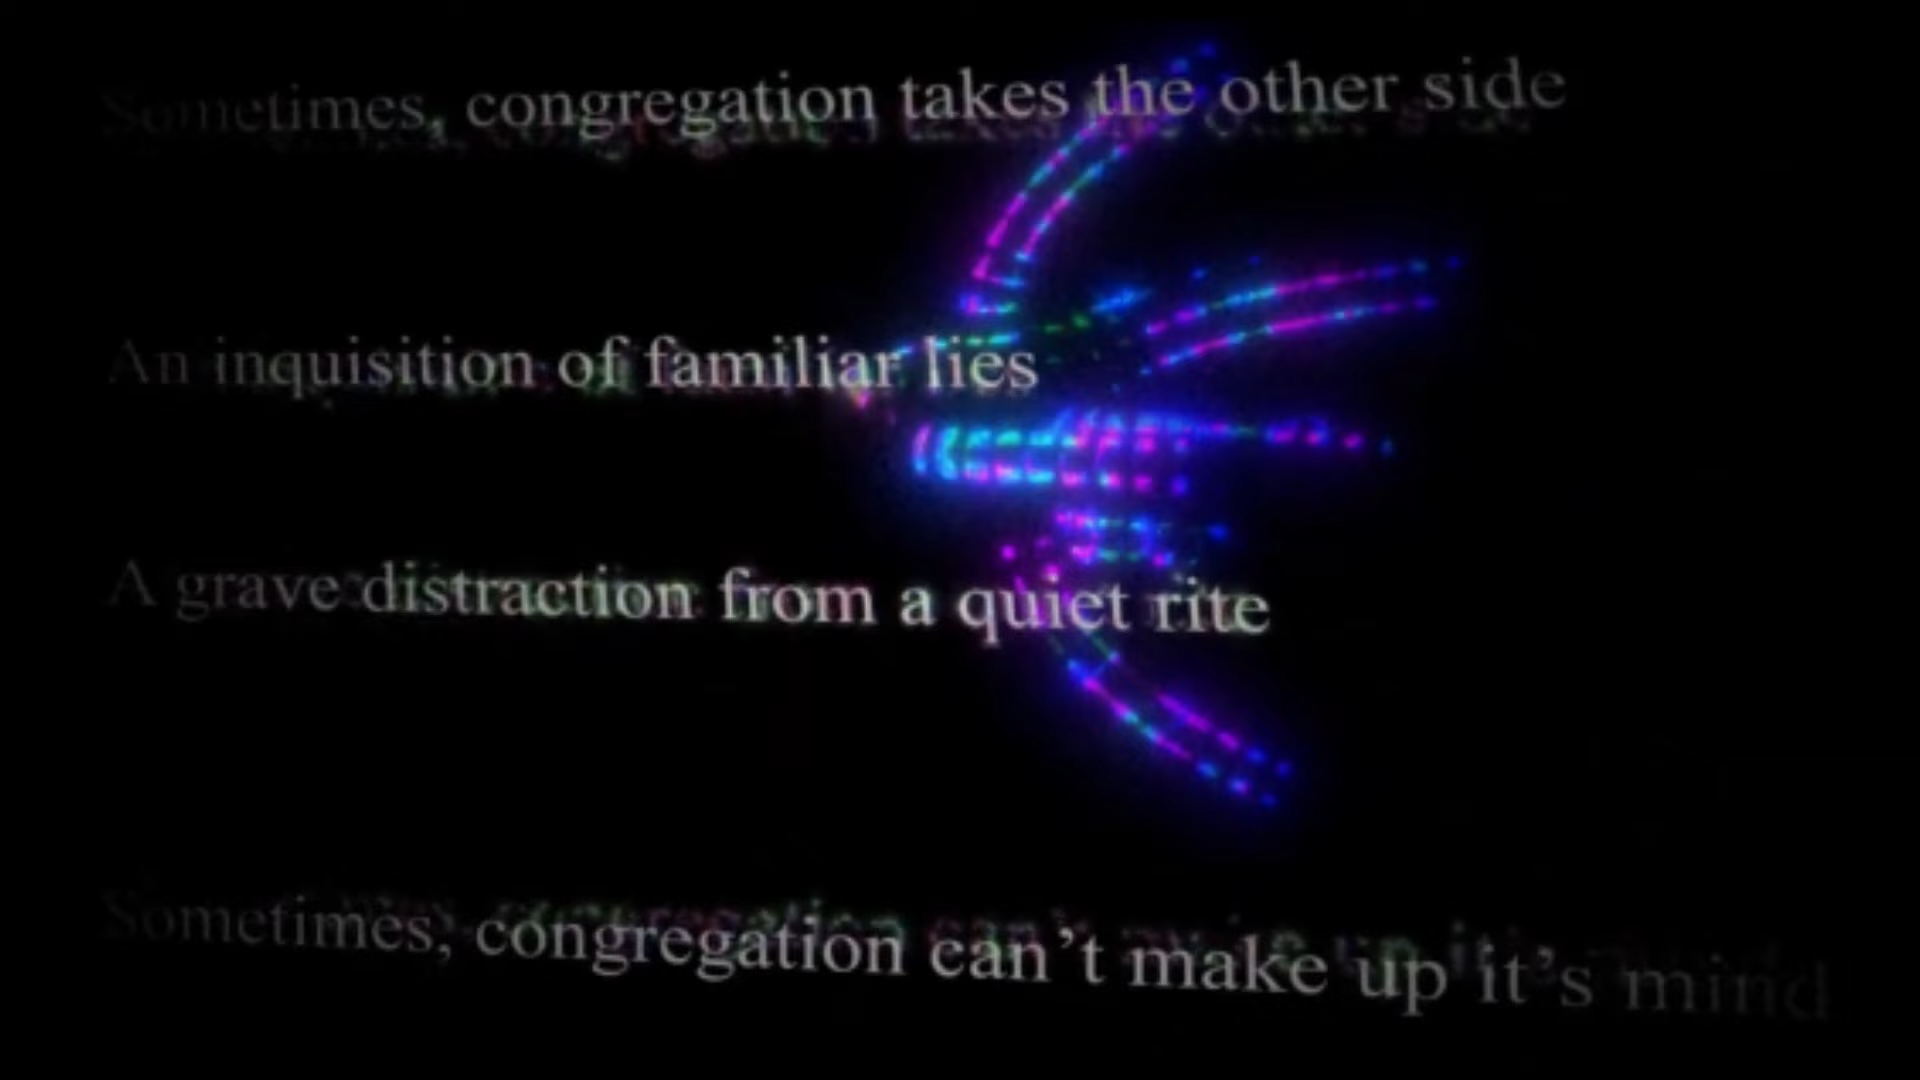 Sometimes, congregation takes the other side
An inquisition of familiar lies
A grave distraction from a quiet rite
Sometimes, congregation can’t make up it’s mind